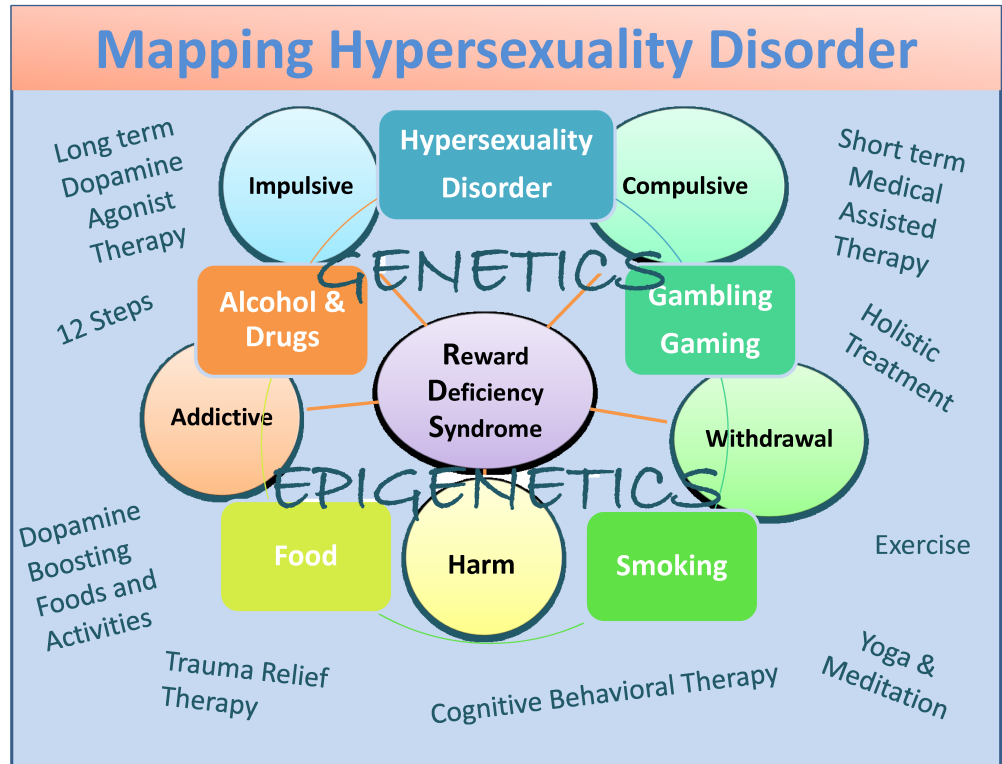 Mapping Hypersexuality Disorder
Long term
Dopamine
Agonist
Therapy
Impulsive
Hypersexuality
Disorder
Compulsive
Short term
Medical
Assisted
Therapy
GENETICS
12 Steps
Alcohol &
Drugs
Gambling
Gaming
Holistic
Treatment
Reward
Deficiency
Syndrome
Addictive
Withdrawal
EPIGENETICS
Dopamine
Boosting
Foods and
Activities
Food
Harm
Smoking
Exercise
Trauma Relief
Therapy
Cognitive Behavioral Therapy
Yoga &
Meditation